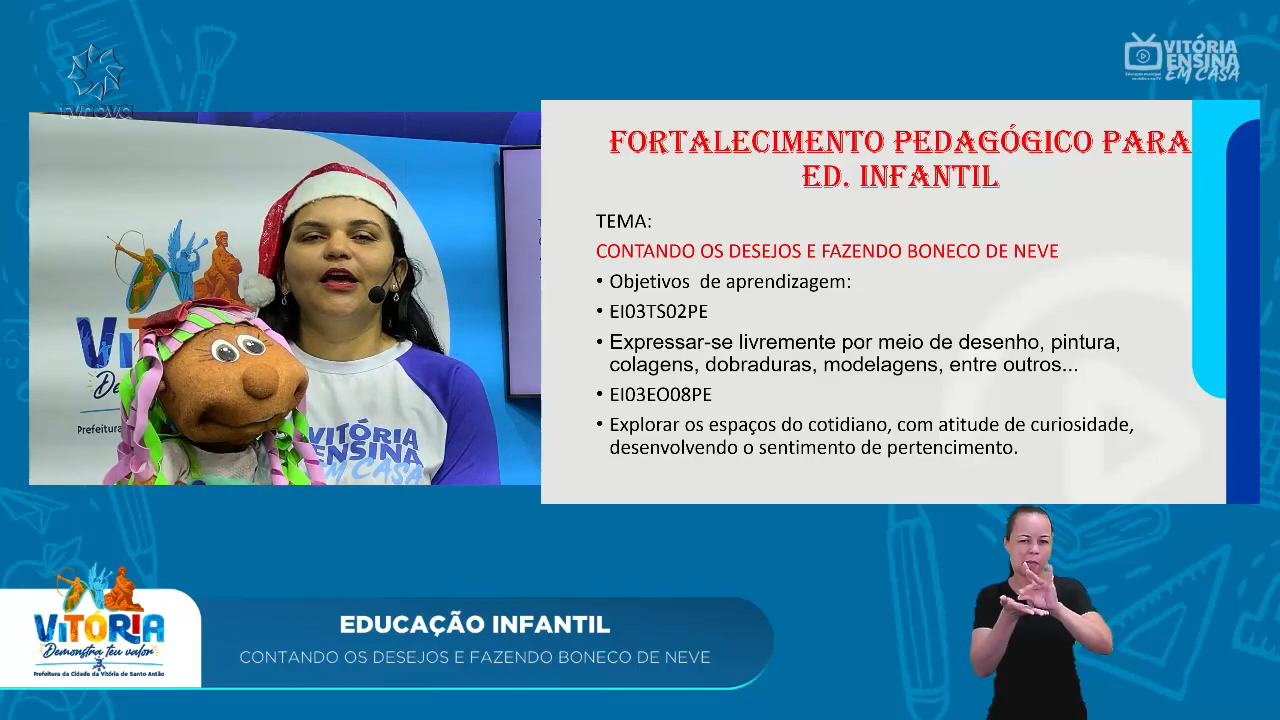 tvnova
VITÓRIA
ENSINA
EM CASA
FORTALECIMENTO PEDAGÓGICO PARA
ED. INFANTIL
TEMA:
CONTANDO OS DESEJOS E FAZENDO BONECO DE NEVE
• Objetivos de aprendizagem:
• EI03TS02PE
• Expressar-se livremente por meio de desenho, pintura,
colagens, dobraduras, modelagens, entre outros...
• EI03EO08PE
• Explorar os espaços do cotidiano, com atitude de curiosidade,
desenvolvendo o sentimento de pertencimento.
VITÓRIA
ENSINA
EM CASA
EDUCAÇÃO INFANTIL
CONTANDO OS DESEJOS E FAZENDO BONECO DE NEVE
VITÓRIA
Demonstra teu valor
Prefeitura da Cidade da Vitória de Santo Antão